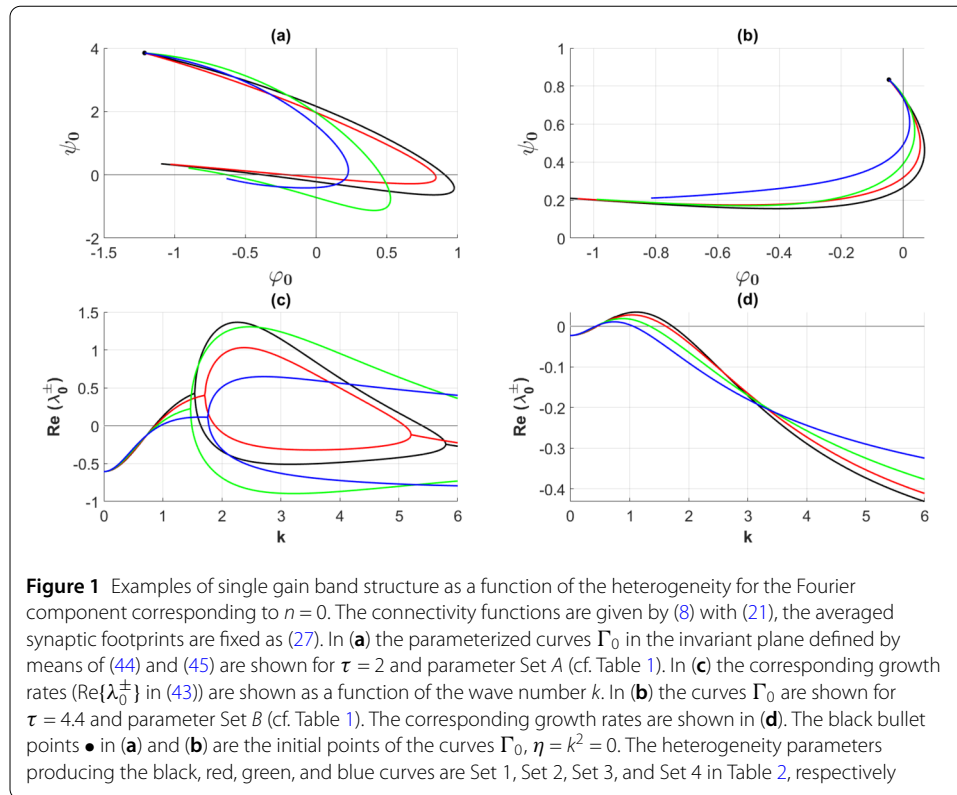 (a)
4
2
0
-2
ψ₀
-1.5 -1 -0.5 0 0.5 1
φ₀
(b)
1
0.8
0.6
0.4
0.2
0
ψ₀
-1 -0.8 -0.6 -0.4 -0.2 0
φ₀
(c)
1.5
1
0.5
0
-0.5
-1
Re (λ₀^±)
0 1 2 3 4 5 6
k
(d)
0
-0.1
-0.2
-0.3
-0.4
Re (λ₀^±)
0 1 2 3 4 5 6
k
Figure 1 Examples of single gain band structure as a function of the heterogeneity for the Fourier
component corresponding to n = 0. The connectivity functions are given by (8) with (21), the averaged
synaptic footprints are fixed as (27). In (a) the parameterized curves Γ₀ in the invariant plane defined by
means of (44) and (45) are shown for τ = 2 and parameter Set A (cf. Table 1). In (c) the corresponding growth
rates (Re{λ₀^±} in (43)) are shown as a function of the wave number k. In (b) the curves Γ₀ are shown for
τ = 4.4 and parameter Set B (cf. Table 1). The corresponding growth rates are shown in (d). The black bullet
points • in (a) and (b) are the initial points of the curves Γ₀, η = k² = 0. The heterogeneity parameters
producing the black, red, green, and blue curves are Set 1, Set 2, Set 3, and Set 4 in Table 2, respectively